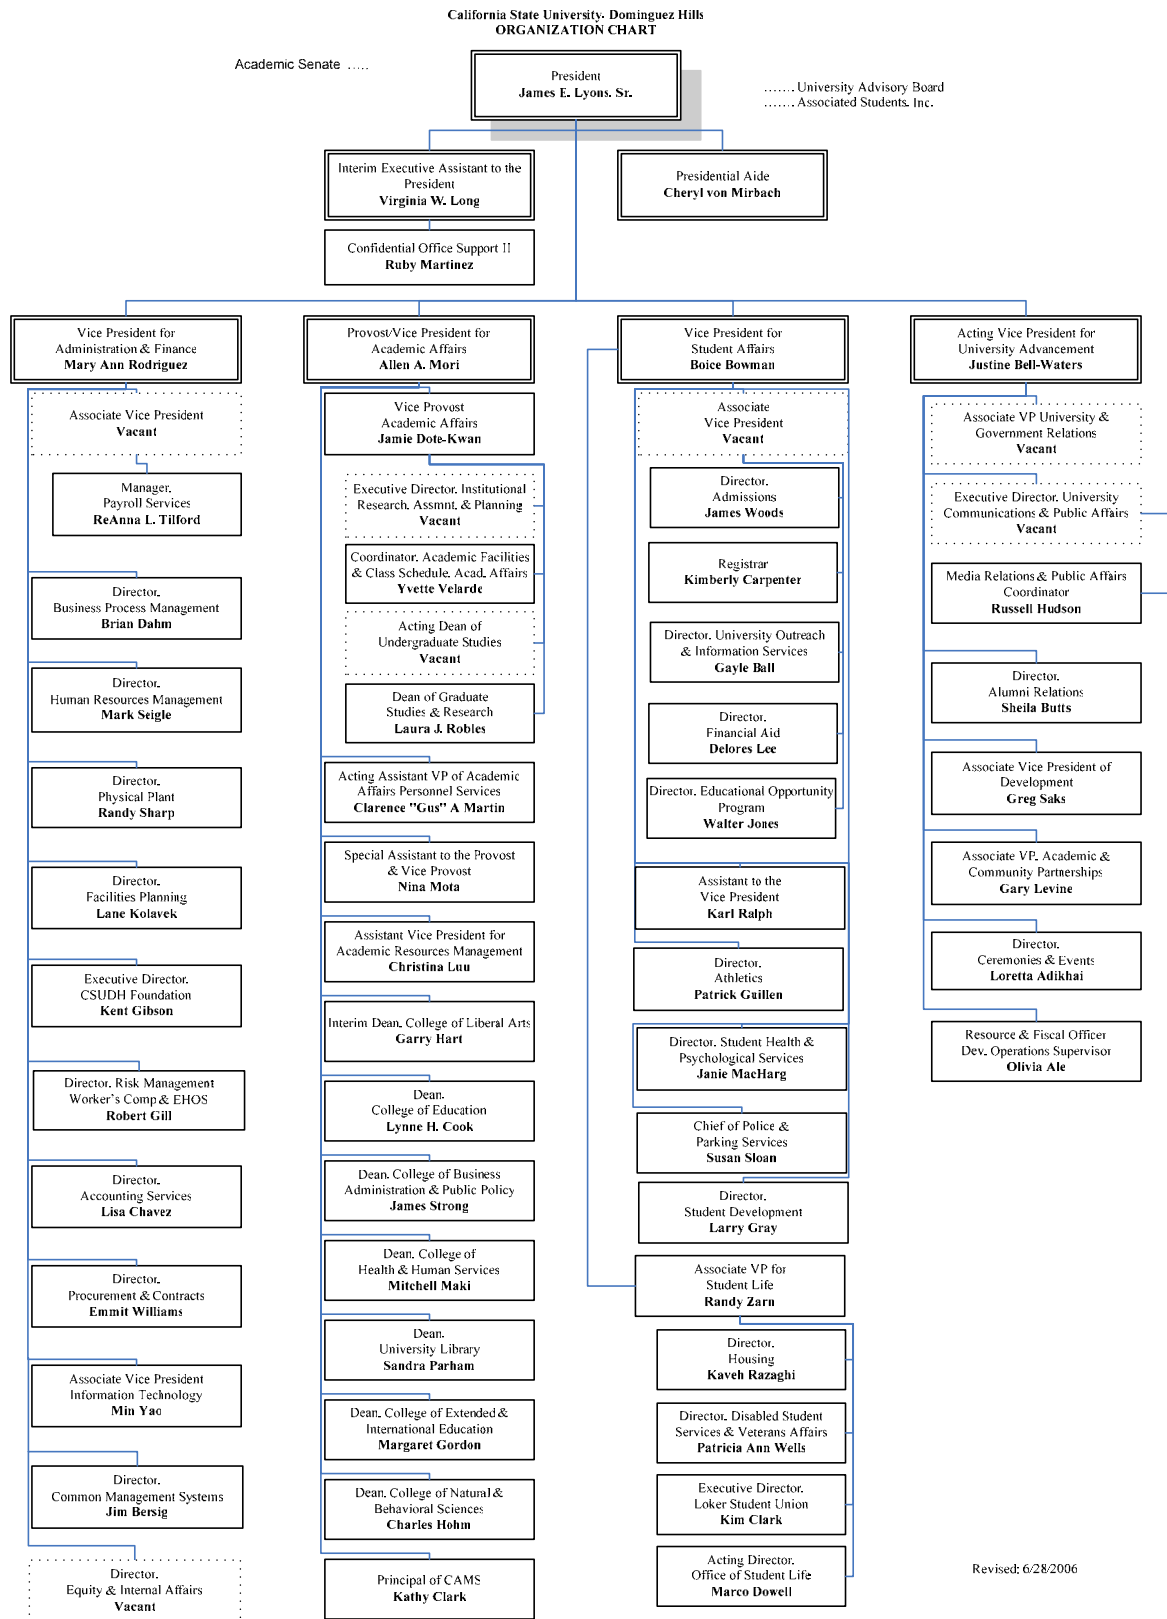 California State University, Dominguez Hills
ORGANIZATION CHART
Academic Senate .....
President
James E. Lyons, Sr.
....... University Advisory Board
....... Associated Students, Inc.
Interim Executive Assistant to the
President
Virginia W. Long
Presidential Aide
Cheryl von Mirbach
Confidential Office Support II
Ruby Martinez
Vice President for
Administration & Finance
Mary Ann Rodriguez
Associate Vice President
Vacant
Manager,
Payroll Services
ReAnna L. Tilford
Director,
Business Process Management
Brian Dahm
Director,
Human Resources Management
Mark Seigle
Director,
Physical Plant
Randy Sharp
Director,
Facilities Planning
Lane Kolavek
Executive Director,
CSUDH Foundation
Kent Gibson
Director, Risk Management
Worker's Comp & EHOS
Robert Gill
Director,
Accounting Services
Lisa Chavez
Director,
Procurement & Contracts
Emmit Williams
Associate Vice President
Information Technology
Min Yao
Director,
Common Management Systems
Jim Bersig
Director,
Equity & Internal Affairs
Vacant
Provost/Vice President for
Academic Affairs
Allen A. Mori
Vice Provost
Academic Affairs
Jamie Dote-Kwan
Executive Director, Institutional
Research, Assmnt. & Planning
Vacant
Coordinator, Academic Facilities
& Class Schedule, Acad. Affairs
Yvette Velarde
Acting Dean of
Undergraduate Studies
Vacant
Dean of Graduate
Studies & Research
Laura J. Robles
Acting Assistant VP of Academic
Affairs Personnel Services
Clarence "Gus" A Martin
Special Assistant to the Provost
& Vice Provost
Nina Mota
Assistant Vice President for
Academic Resources Management
Christina Luu
Interim Dean, College of Liberal Arts
Garry Hart
Dean,
College of Education
Lynne H. Cook
Dean, College of Business
Administration & Public Policy
James Strong
Dean, College of
Health & Human Services
Mitchell Maki
Dean,
University Library
Sandra Parham
Dean, College of Extended &
International Education
Margaret Gordon
Dean, College of Natural &
Behavioral Sciences
Charles Hohm
Principal of CAMS
Kathy Clark
Vice President for
Student Affairs
Boice Bowman
Associate
Vice President
Vacant
Director,
Admissions
James Woods
Registrar
Kimberly Carpenter
Director, University Outreach
& Information Services
Gayle Ball
Director,
Financial Aid
Delores Lee
Director, Educational Opportunity
Program
Walter Jones
Assistant to the
Vice President
Karl Ralph
Director,
Athletics
Patrick Guillen
Director, Student Health &
Psychological Services
Janie MacHarg
Chief of Police &
Parking Services
Susan Sloan
Director,
Student Development
Larry Gray
Associate VP for
Student Life
Randy Zarn
Director,
Housing
Kaveh Razaghi
Director, Disabled Student
Services & Veterans Affairs
Patricia Ann Wells
Executive Director,
Loker Student Union
Kim Clark
Acting Director,
Office of Student Life
Marco Dowell
Acting Vice President for
University Advancement
Justine Bell-Waters
Associate VP University &
Government Relations
Vacant
Executive Director, University
Communications & Public Affairs
Vacant
Media Relations & Public Affairs
Coordinator
Russell Hudson
Director,
Alumni Relations
Sheila Butts
Associate Vice President of
Development
Greg Saks
Associate VP, Academic &
Community Partnerships
Gary Levine
Director,
Ceremonies & Events
Loretta Adikhai
Resource & Fiscal Officer
Dev. Operations Supervisor
Olivia Ale
Revised: 6/28/2006